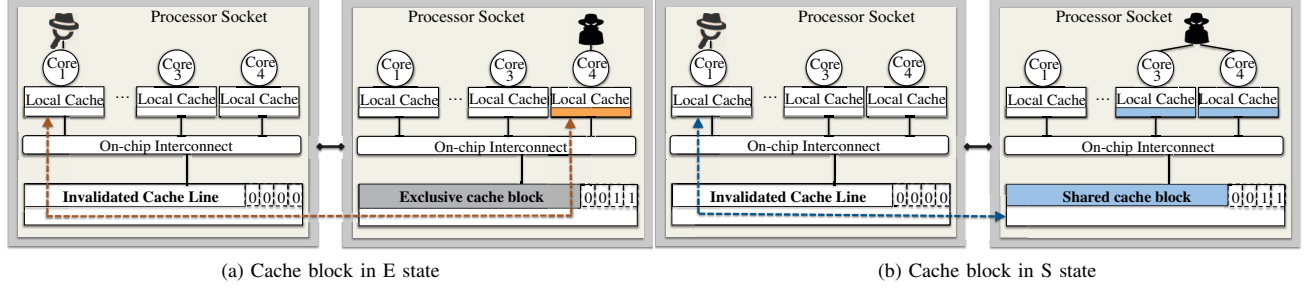 Processor Socket
Core 1
Core 3
Core 4
Local Cache ... Local Cache Local Cache
On-chip Interconnect
Invalidated Cache Line 0 0 0 0
Processor Socket
Core 1
Core 3
Core 4
Local Cache ... Local Cache Local Cache
On-chip Interconnect
Exclusive cache block 0 0 1 1
(a) Cache block in E state
Processor Socket
Core 1
Core 3
Core 4
Local Cache ... Local Cache Local Cache
On-chip Interconnect
Invalidated Cache Line 0 0 0 0
Processor Socket
Core 1
Core 3
Core 4
Local Cache ... Local Cache Local Cache
On-chip Interconnect
Shared cache block 0 0 1 1
(b) Cache block in S state